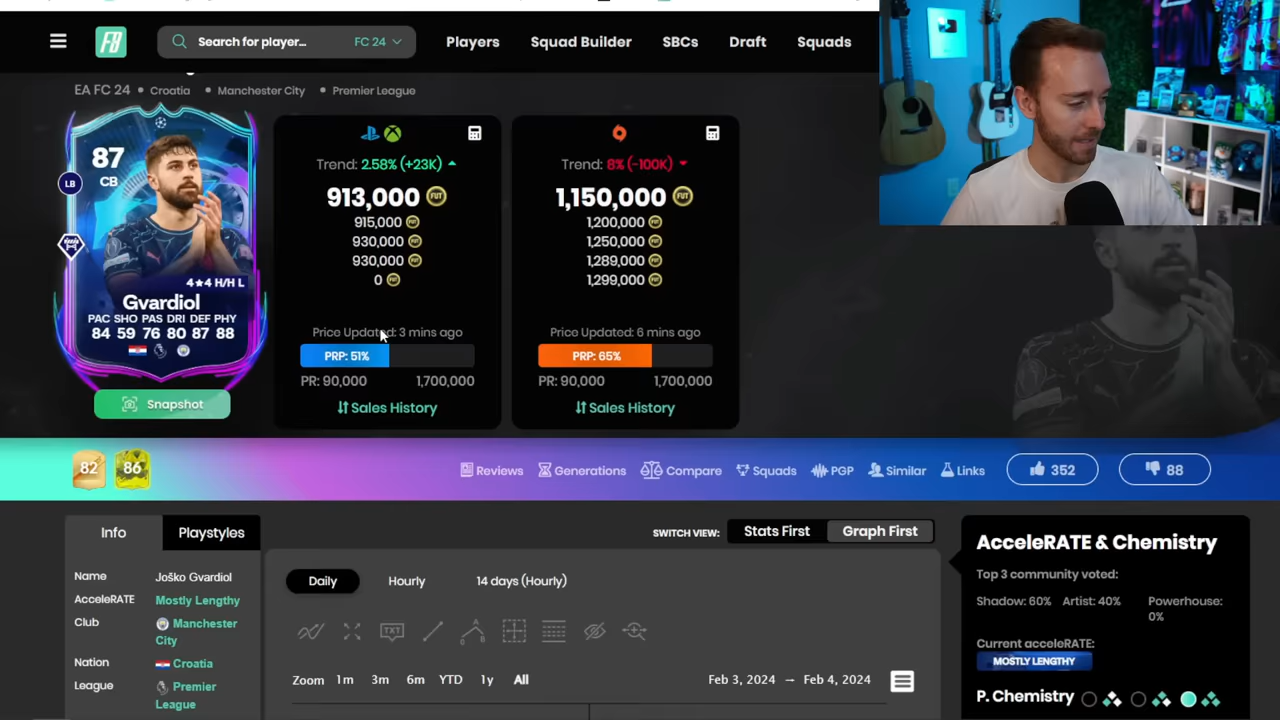 FB
Search for player...
FC 24
Players
Squad Builder
SBCs
Draft
Squads
EA FC 24 • Croatia • Manchester City • Premier League
87
CB
LB
4★4 H/H L
Gvardiol
PAC SHO PAS DRI DEF PHY
84 59 76 80 87 88
Snapshot
Trend: 2.58% (+23K)
913,000
915,000
930,000
930,000
0
Price Updated: 3 mins ago
PRP: 51%
PR: 90,000 1,700,000
Sales History
Trend: 8% (-100K)
1,150,000
1,200,000
1,250,000
1,289,000
1,299,000
Price Updated: 6 mins ago
PRP: 65%
PR: 90,000 1,700,000
Sales History
82
86
Reviews
Generations
Compare
Squads
PGP
Similar
Links
352
88
Info
Playstyles
Name Joško Gvardiol
AcceleRATE Mostly Lengthy
Club Manchester
City
Nation Croatia
League Premier
League
SWITCH VIEW:
Stats First
Graph First
Daily
Hourly
14 days (Hourly)
TXT
Zoom 1m 3m 6m YTD 1y All
Feb 3, 2024 → Feb 4, 2024
AcceleRATE & Chemistry
Top 3 community voted:
Shadow: 60% Artist: 40% Powerhouse:
0%
Current acceleRATE:
MOSTLY LENGTHY
P. Chemistry